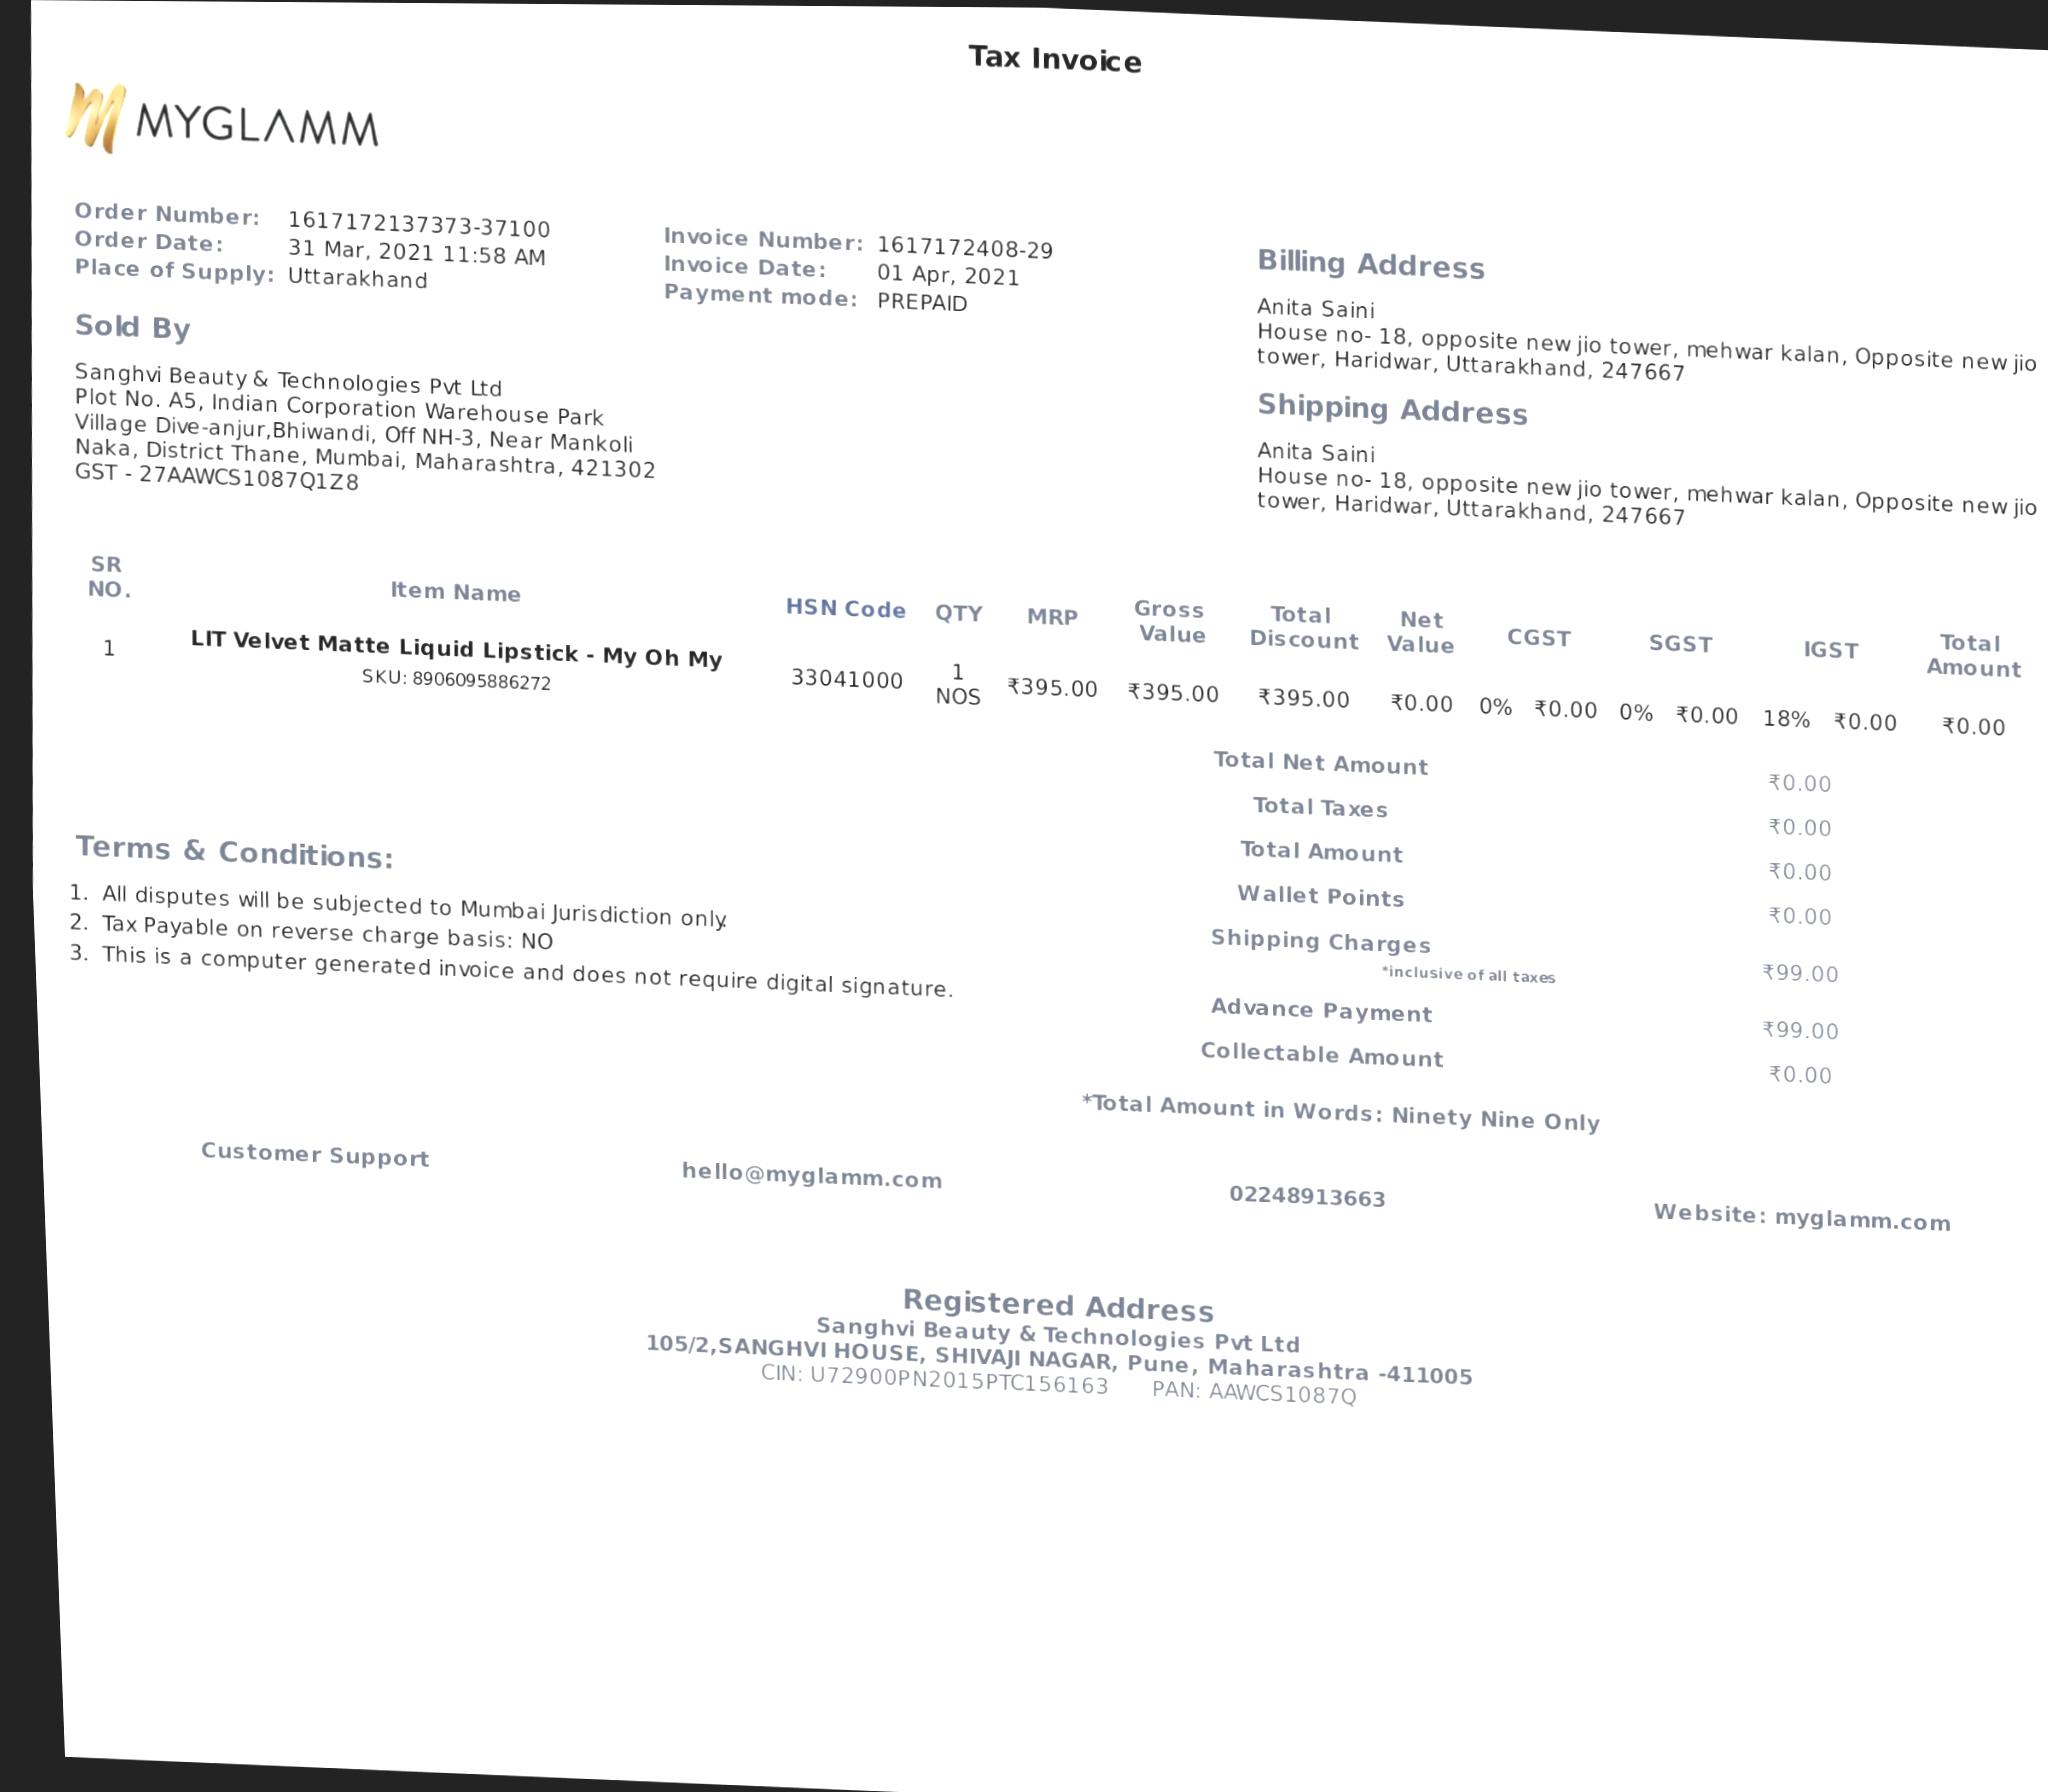 Tax Invoice
MYGLAMM
Order Number: 1617172137373-37100
Order Date: 31 Mar, 2021 11:58 AM
Place of Supply: Uttarakhand
Invoice Number: 1617172408-29
Invoice Date: 01 Apr, 2021
Payment mode: PREPAID
Sold By
Sanghvi Beauty & Technologies Pvt Ltd
Plot No. A5, Indian Corporation Warehouse Park
Village Dive-anjur,Bhiwandi, Off NH-3, Near Mankoli
Naka, District Thane, Mumbai, Maharashtra, 421302
GST - 27AAWCS1087Q1Z8
Billing Address
Anita Saini
House no- 18, opposite new jio tower, mehwar kalan, Opposite new jio
tower, Haridwar, Uttarakhand, 247667
Shipping Address
Anita Saini
House no- 18, opposite new jio tower, mehwar kalan, Opposite new jio
tower, Haridwar, Uttarakhand, 247667
SR NO. Item Name HSN Code QTY MRP Gross Value Total Discount Net Value CGST SGST IGST Total Amount
1 LIT Velvet Matte Liquid Lipstick - My Oh My 33041000 1 NOS ₹395.00 ₹395.00 ₹395.00 ₹0.00 0% ₹0.00 0% ₹0.00 18% ₹0.00 ₹0.00
SKU: 8906095886272
Total Net Amount ₹0.00
Total Taxes ₹0.00
Total Amount ₹0.00
Wallet Points ₹0.00
Shipping Charges ₹99.00
*inclusive of all taxes
Advance Payment ₹99.00
Collectable Amount ₹0.00
*Total Amount in Words: Ninety Nine Only
Terms & Conditions:
1. All disputes will be subjected to Mumbai Jurisdiction only.
2. Tax Payable on reverse charge basis: NO
3. This is a computer generated invoice and does not require digital signature.
Customer Support hello@myglamm.com 02248913663 Website: myglamm.com
Registered Address
Sanghvi Beauty & Technologies Pvt Ltd
105/2,SANGHVI HOUSE, SHIVAJI NAGAR, Pune, Maharashtra -411005
CIN: U72900PN2015PTC156163 PAN: AAWCS1087Q